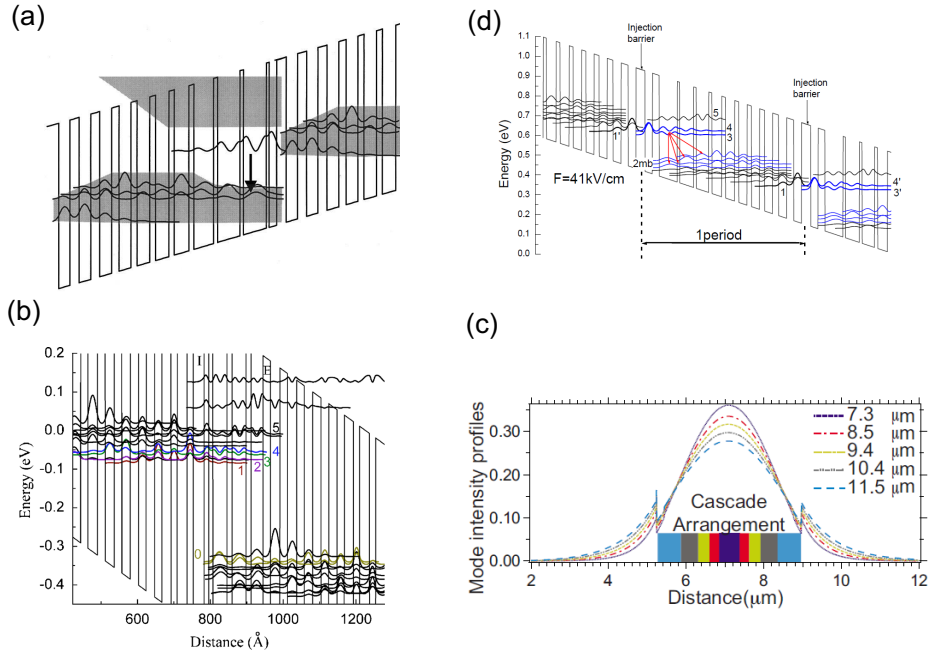 (a)
(d)
Injection
barrier
Injection
barrier
1.1
1.0
0.9
0.8
0.7
0.6
0.5
0.4
0.3
0.2
0.1
0.0
Energy (eV)
5
4
3
1'
2mb
F=41kV/cm
1
4'
3'
1period
(b)
0.2
0.1
0.0
-0.1
-0.3
-0.4
Energy (eV)
I
E
5
4
3
2
1
0
600
800
1000
1200
Distance (Å)
(c)
0.30
0.20
0.10
0.00
Mode intensity profiles
7.3 μm
8.5 μm
9.4 μm
10.4 μm
11.5 μm
Cascade
Arrangement
2
4
6
8
10
12
Distance(μm)